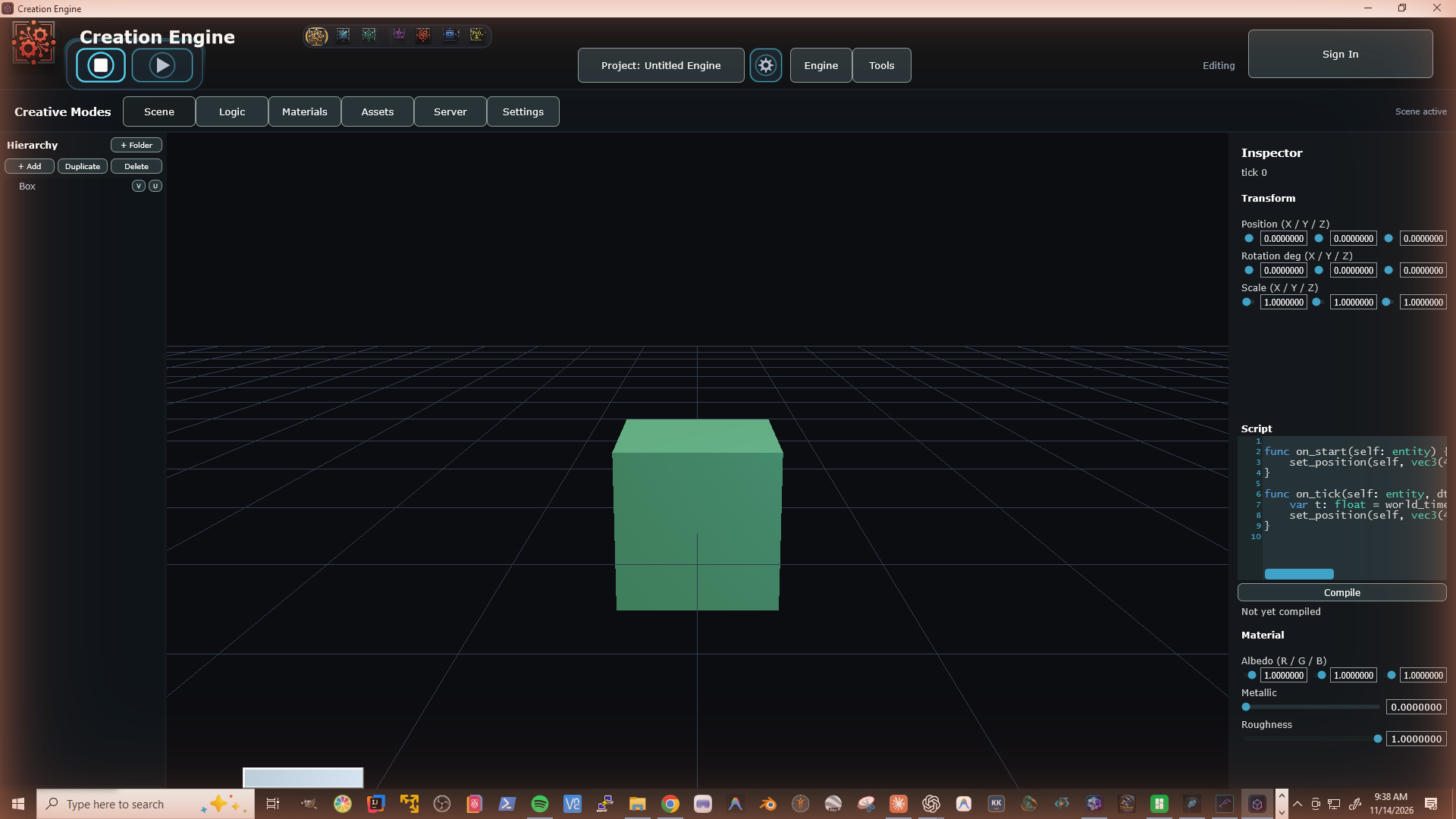 Creation Engine
Creation Engine
Project: Untitled Engine
Engine
Tools
Editing
Sign In
Creative Modes
Scene
Logic
Materials
Assets
Server
Settings
Scene active
Hierarchy
+ Folder
+ Add
Duplicate
Delete
Box
V
U
Inspector
tick 0
Transform
Position (X / Y / Z)
0.0000000 0.0000000 0.0000000
Rotation deg (X / Y / Z)
0.0000000 0.0000000 0.0000000
Scale (X / Y / Z)
1.0000000 1.0000000 1.0000000
Script
1
2 func on_start(self: entity) {
3 set_position(self, vec3(
4 }
5
6 func on_tick(self: entity, dt
7 var t: float = world_time
8 set_position(self, vec3(
9 }
10
Compile
Not yet compiled
Material
Albedo (R / G / B)
1.0000000 1.0000000 1.0000000
Metallic
0.0000000
Roughness
1.0000000
Type here to search
KK
9:38 AM
11/14/2026